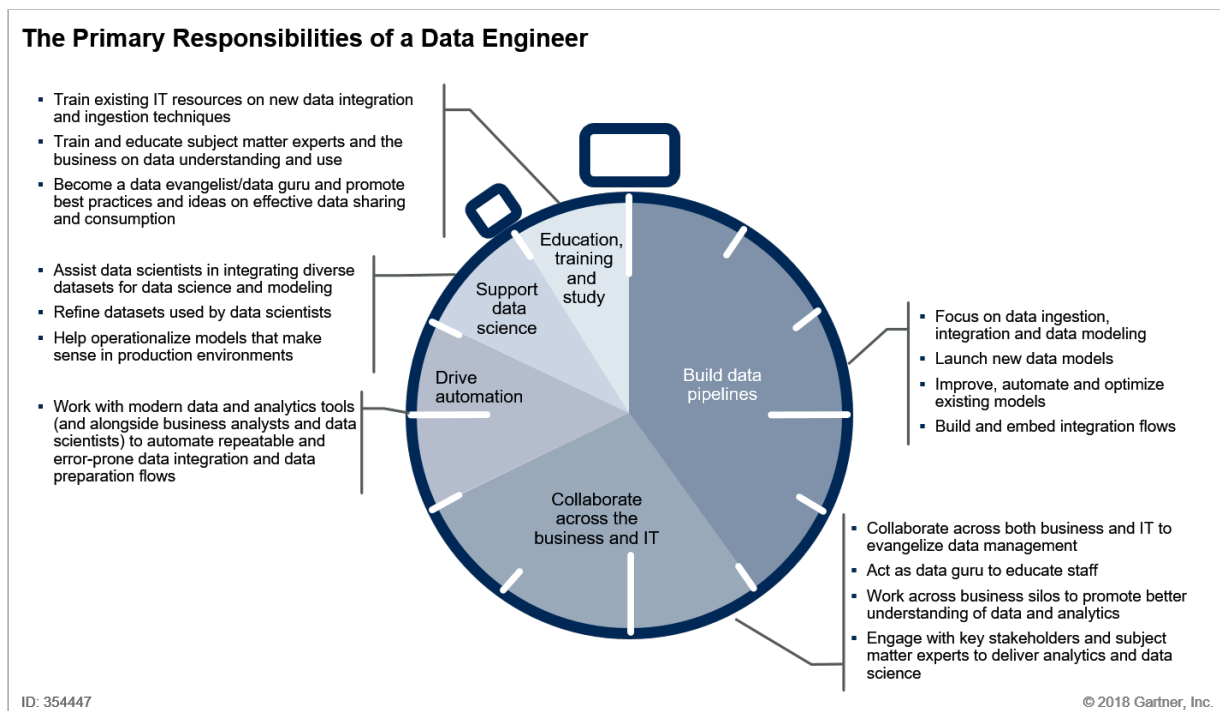 The Primary Responsibilities of a Data Engineer
▪ Train existing IT resources on new data integration
and ingestion techniques
▪ Train and educate subject matter experts and the
business on data understanding and use
▪ Become a data evangelist/data guru and promote
best practices and ideas on effective data sharing
and consumption
▪ Assist data scientists in integrating diverse
datasets for data science and modeling
▪ Refine datasets used by data scientists
▪ Help operationalize models that make
sense in production environments
▪ Work with modern data and analytics tools
(and alongside business analysts and data
scientists) to automate repeatable and
error-prone data integration and data
preparation flows
Education,
training
and
study
Support
data
science
Drive
automation
Build data
pipelines
Collaborate
across the
business and IT
▪ Focus on data ingestion,
integration and data modeling
▪ Launch new data models
▪ Improve, automate and optimize
existing models
▪ Build and embed integration flows
▪ Collaborate across both business and IT to
evangelize data management
▪ Act as data guru to educate staff
▪ Work across business silos to promote better
understanding of data and analytics
▪ Engage with key stakeholders and subject
matter experts to deliver analytics and data
science
ID: 354447
© 2018 Gartner, Inc.